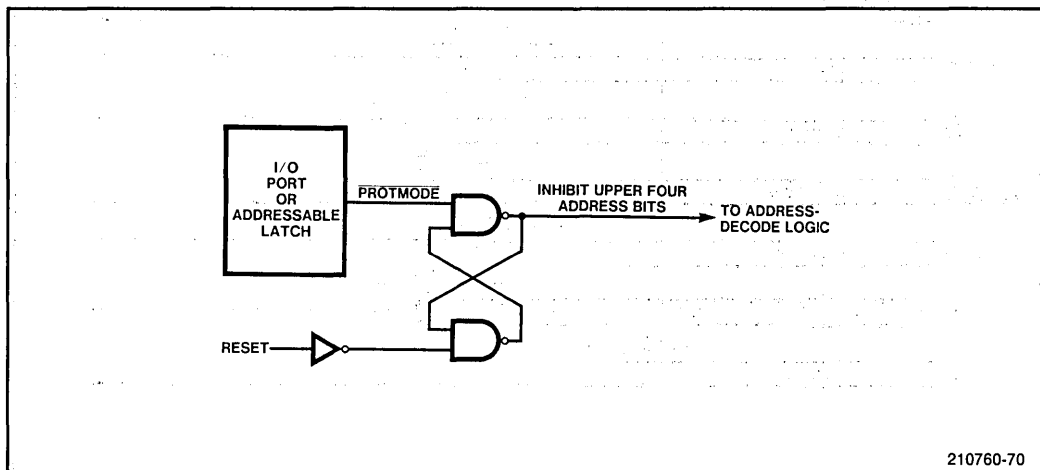 I/O
PORT
OR
ADDRESSABLE
LATCH
PROTMODE
INHIBIT UPPER FOUR
ADDRESS BITS
TO ADDRESS-
DECODE LOGIC
RESET
210760-70